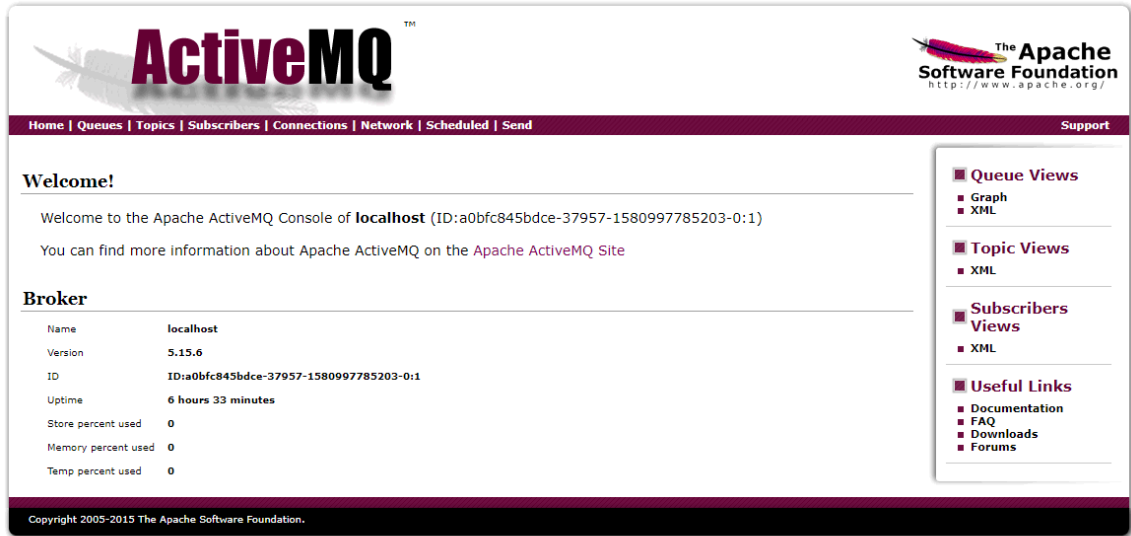 ActiveMQ™
The Apache
Software Foundation
http://www.apache.org/
Home | Queues | Topics | Subscribers | Connections | Network | Scheduled | Send
Support
Welcome!
Welcome to the Apache ActiveMQ Console of localhost (ID:a0bfc845bdce-37957-1580997785203-0:1)
You can find more information about Apache ActiveMQ on the Apache ActiveMQ Site
Broker
Name localhost
Version 5.15.6
ID ID:a0bfc845bdce-37957-1580997785203-0:1
Uptime 6 hours 33 minutes
Store percent used 0
Memory percent used 0
Temp percent used 0
Queue Views
Graph
XML
Topic Views
XML
Subscribers
Views
XML
Useful Links
Documentation
FAQ
Downloads
Forums
Copyright 2005-2015 The Apache Software Foundation.